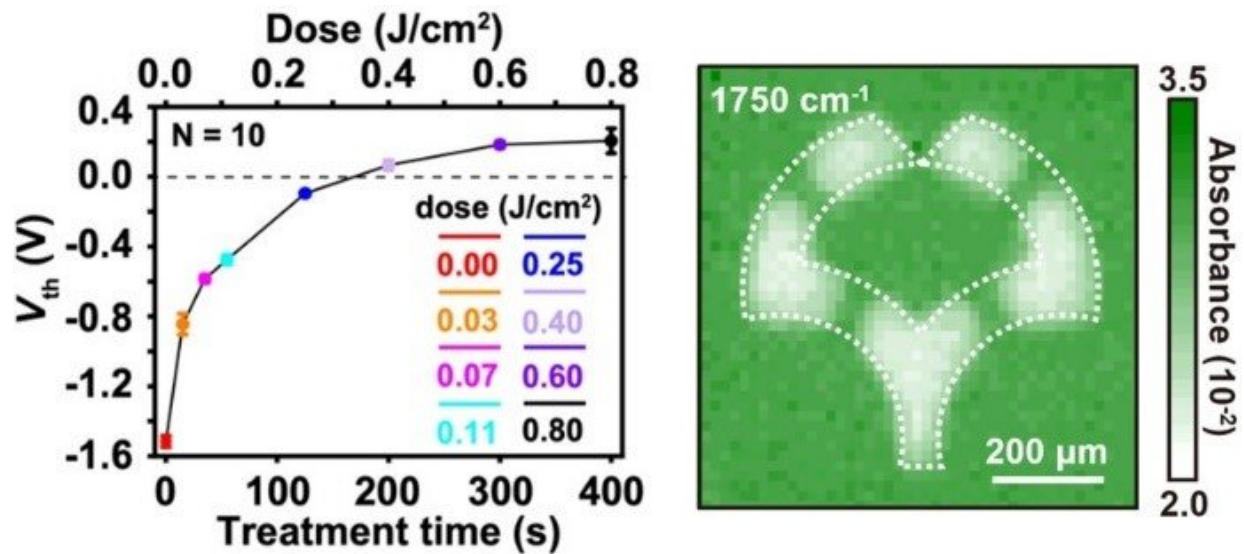 Dose (J/cm²)
0.0 0.2 0.4 0.6 0.8
N = 10
0.4
0.0
-0.4
-0.8
-1.2
-1.6
V_th (V)
dose (J/cm²)
0.00 0.25
0.03 0.40
0.07 0.60
0.11 0.80
0 100 200 300 400
Treatment time (s)
1750 cm⁻¹
200 µm
3.5
Absorbance (10⁻²)
2.0